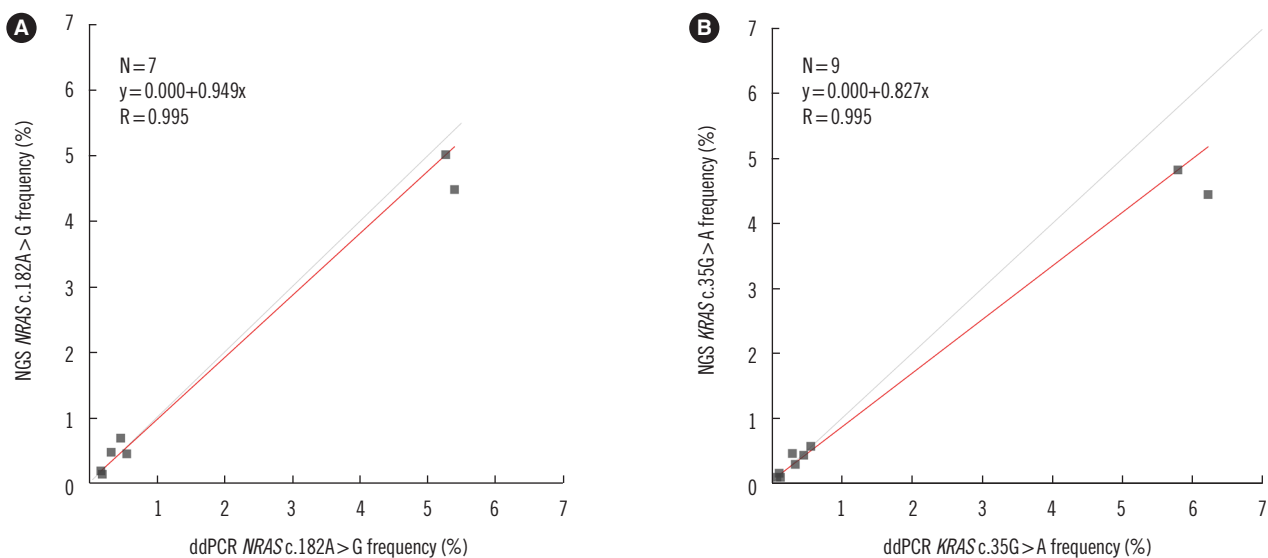 A
N=7
y=0.000+0.949x
R=0.995
NGS NRAS c.182A>G frequency (%)
7
6
5
4
3
2
1
0
1 2 3 4 5 6 7
ddPCR NRAS c.182A>G frequency (%)
B
N=9
y=0.000+0.827x
R=0.995
NGS KRAS c.35G>A frequency (%)
7
6
5
4
3
2
1
0
1 2 3 4 5 6 7
ddPCR KRAS c.35G>A frequency (%)